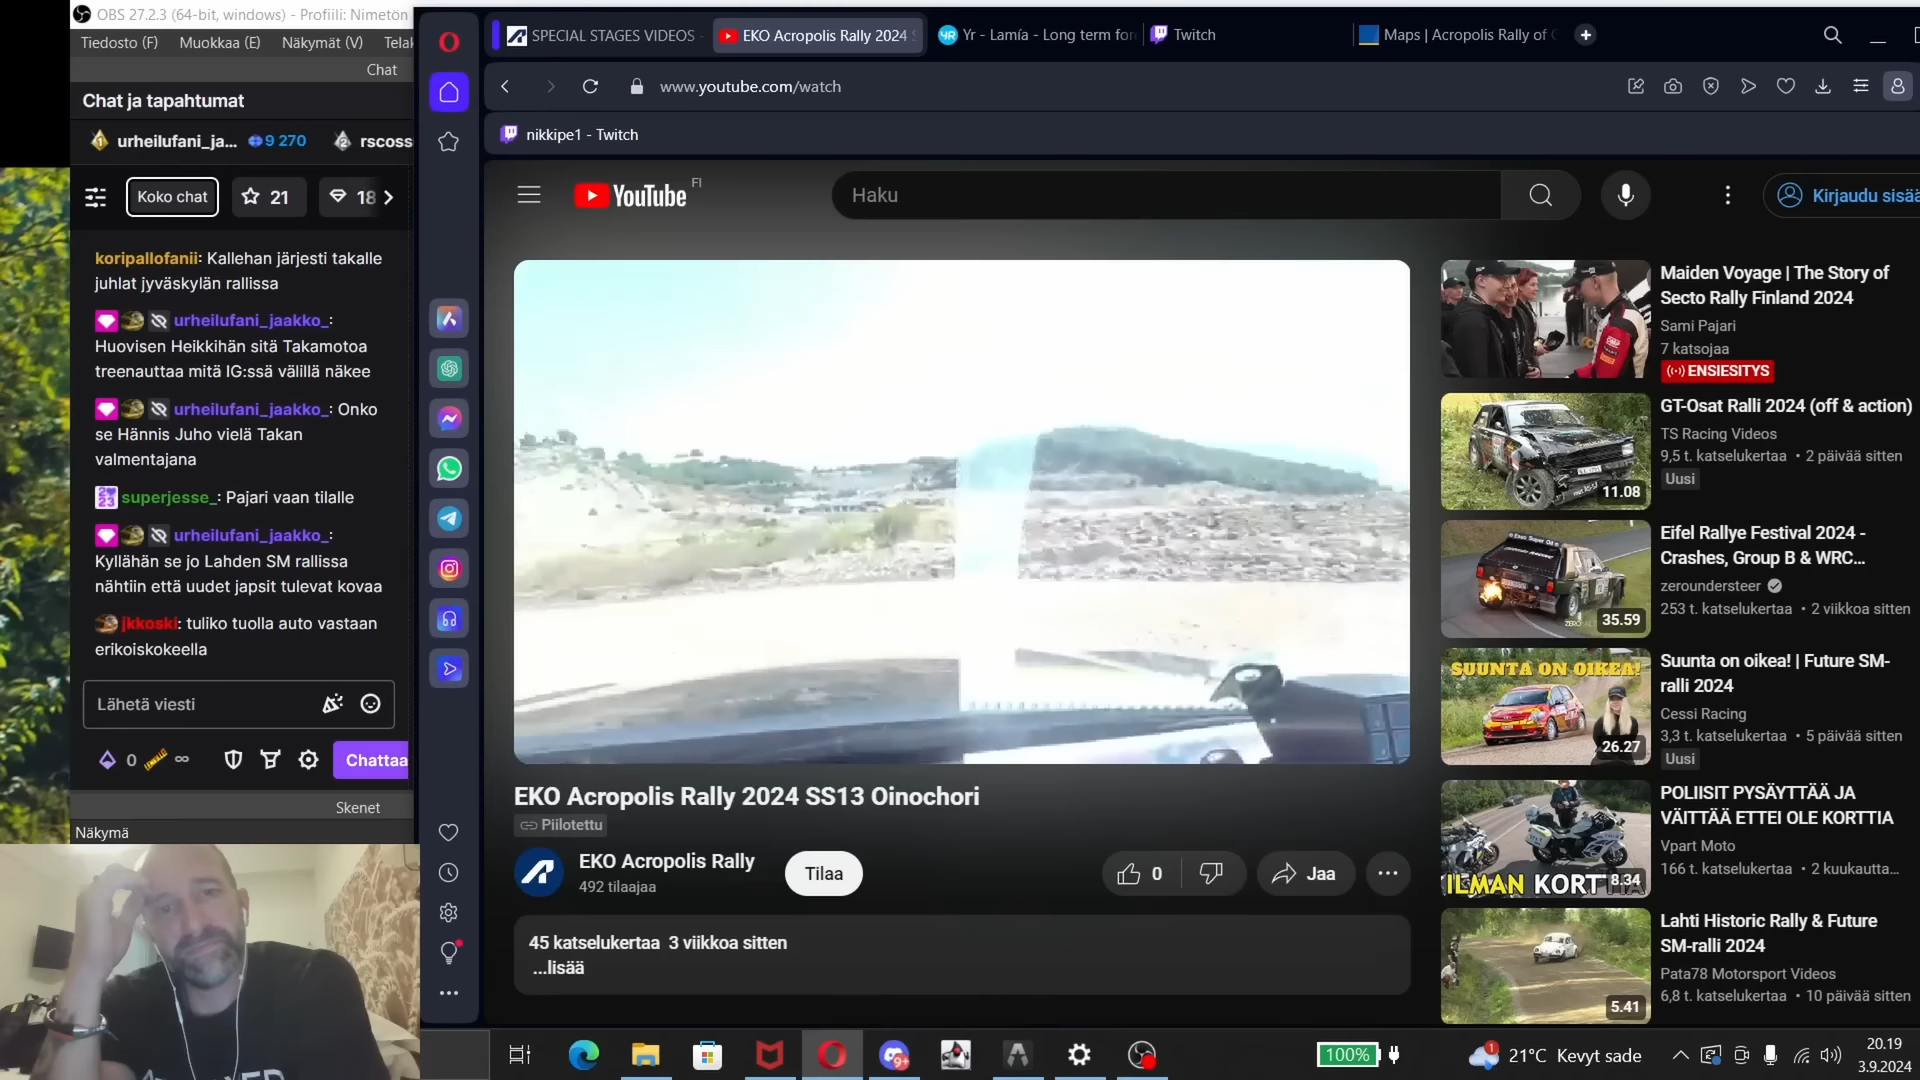 OBS 27.2.3 (64-bit, windows) - Profiili: Nimetön
Tiedosto (F) Muokkaa (E) Näkymät (V) Telak
Chat
Chat ja tapahtumat
urheilufani_ja... 9 270 rscoss
Koko chat 21 18
koripallofanii: Kallehan järjesti takalle
juhlat jyväskylän rallissa
urheilufani_jaakko_:
Huovisen Heikkihän sitä Takamotoa
treenauttaa mitä IG:ssä välillä näkee
urheilufani_jaakko_: Onko
se Hännis Juho vielä Takan
valmentajana
superjesse_: Pajari vaan tilalle
urheilufani_jaakko_:
Kyllähän se jo Lahden SM rallissa
nähtiin että uudet japsit tulevat kovaa
jkkoski: tuliko tuolla auto vastaan
erikoiskokeella
Lähetä viesti
0 ∞ Chattaa
Skenet
Näkymä
SPECIAL STAGES VIDEOS -
EKO Acropolis Rally 2024 S
Yr - Lamía - Long term for
Twitch
Maps | Acropolis Rally of G
www.youtube.com/watch
nikkipe1 - Twitch
YouTube FI
Haku
Kirjaudu sisää
EKO Acropolis Rally 2024 SS13 Oinochori
Piilotettu
EKO Acropolis Rally
492 tilaajaa
Tilaa
0
Jaa
45 katselukertaa 3 viikkoa sitten
...lisää
Maiden Voyage | The Story of
Secto Rally Finland 2024
Sami Pajari
7 katsojaa
ENSIESITYS
11.08
GT-Osat Ralli 2024 (off & action)
TS Racing Videos
9,5 t. katselukertaa • 2 päivää sitten
Uusi
35.59
Eifel Rallye Festival 2024 -
Crashes, Group B & WRC...
zeroundersteer
253 t. katselukertaa • 2 viikkoa sitten
SUUNTA ON OIKEA!
26.27
Suunta on oikea! | Future SM-
ralli 2024
Cessi Racing
3,3 t. katselukertaa • 5 päivää sitten
Uusi
ILMAN KORTTIA
8.34
POLIISIT PYSÄYTTÄÄ JA
VÄITTÄÄ ETTEI OLE KORTTIA
Vpart Moto
166 t. katselukertaa • 2 kuukautta...
5.41
Lahti Historic Rally & Future
SM-ralli 2024
Pata78 Motorsport Videos
6,8 t. katselukertaa • 10 päivää sitten
9+
100%
1
21°C Kevyt sade
20.19
3.9.2024